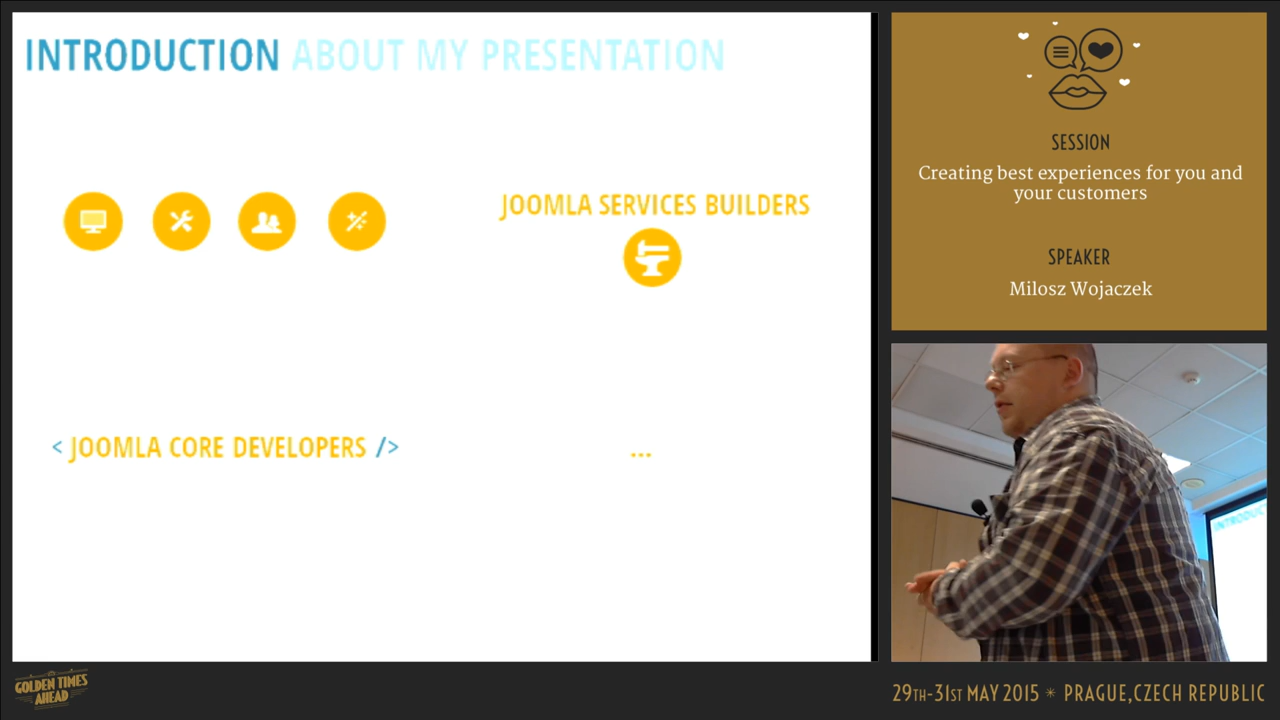 INTRODUCTION ABOUT MY PRESENTATION
JOOMLA SERVICES BUILDERS
< JOOMLA CORE DEVELOPERS />
...
SESSION
Creating best experiences for you and
your customers
SPEAKER
Milosz Wojaczek
INTRODUCT
GOLDEN TIMES
AHEAD
29TH-31ST MAY 2015 * PRAGUE, CZECH REPUBLIC